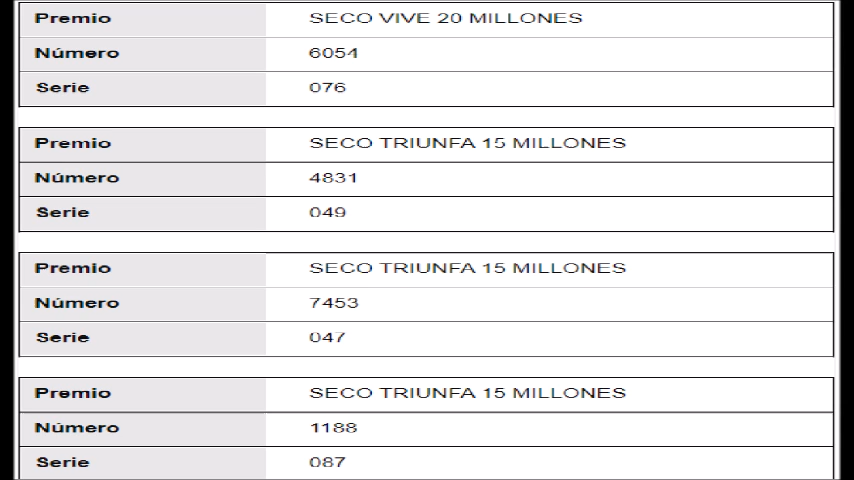 Premio SECO VIVE 20 MILLONES
Número 6054
Serie 076
Premio SECO TRIUNFA 15 MILLONES
Número 4831
Serie 049
Premio SECO TRIUNFA 15 MILLONES
Número 7453
Serie 047
Premio SECO TRIUNFA 15 MILLONES
Número 1188
Serie 087